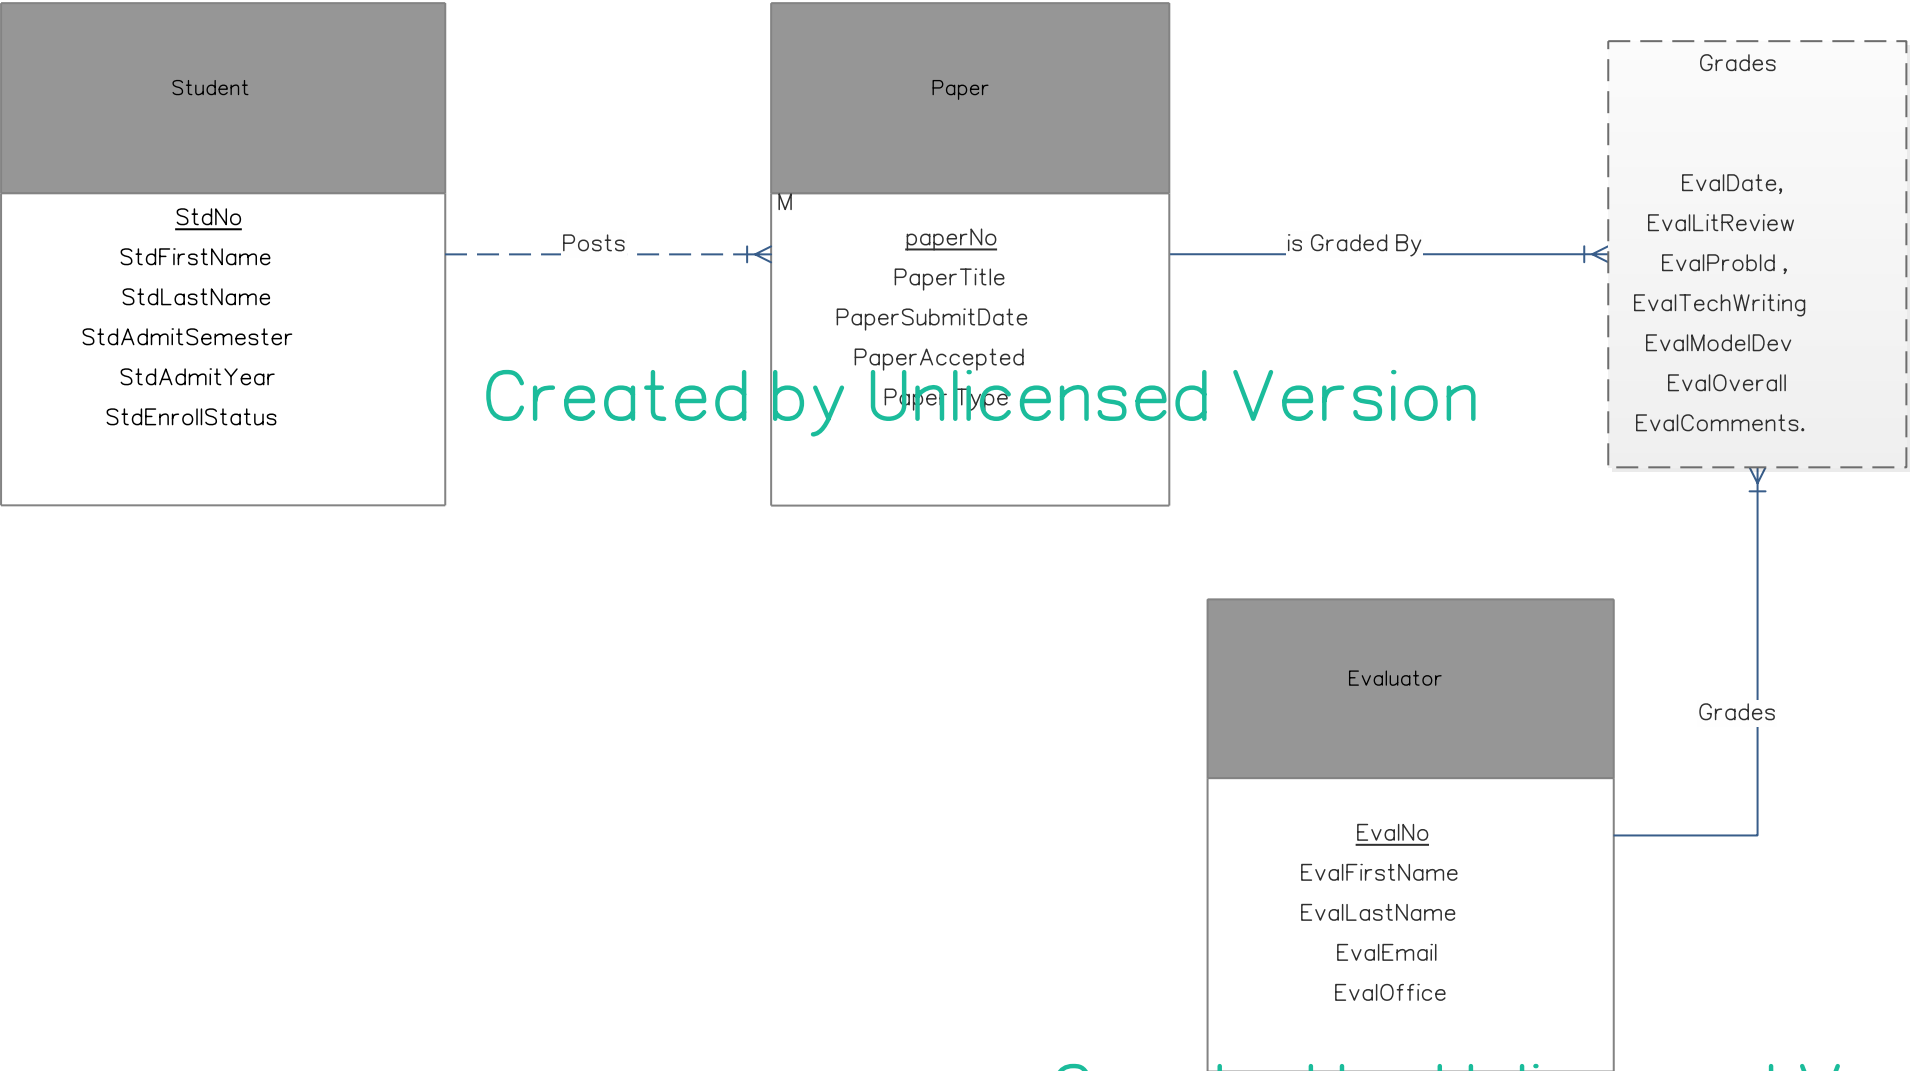 Student
StdNo
StdFirstName
StdLastName
StdAdmitSemester
StdAdmitYear
StdEnrollStatus
Posts
Paper
M
paperNo
PaperTitle
PaperSubmitDate
PaperAccepted
Paper Type
Created by Unlicensed Version
is Graded By
Grades
EvalDate,
EvalLitReview
EvalProbId ,
EvalTechWriting
EvalModelDev
EvalOverall
EvalComments.
Grades
Evaluator
EvalNo
EvalFirstName
EvalLastName
EvalEmail
EvalOffice